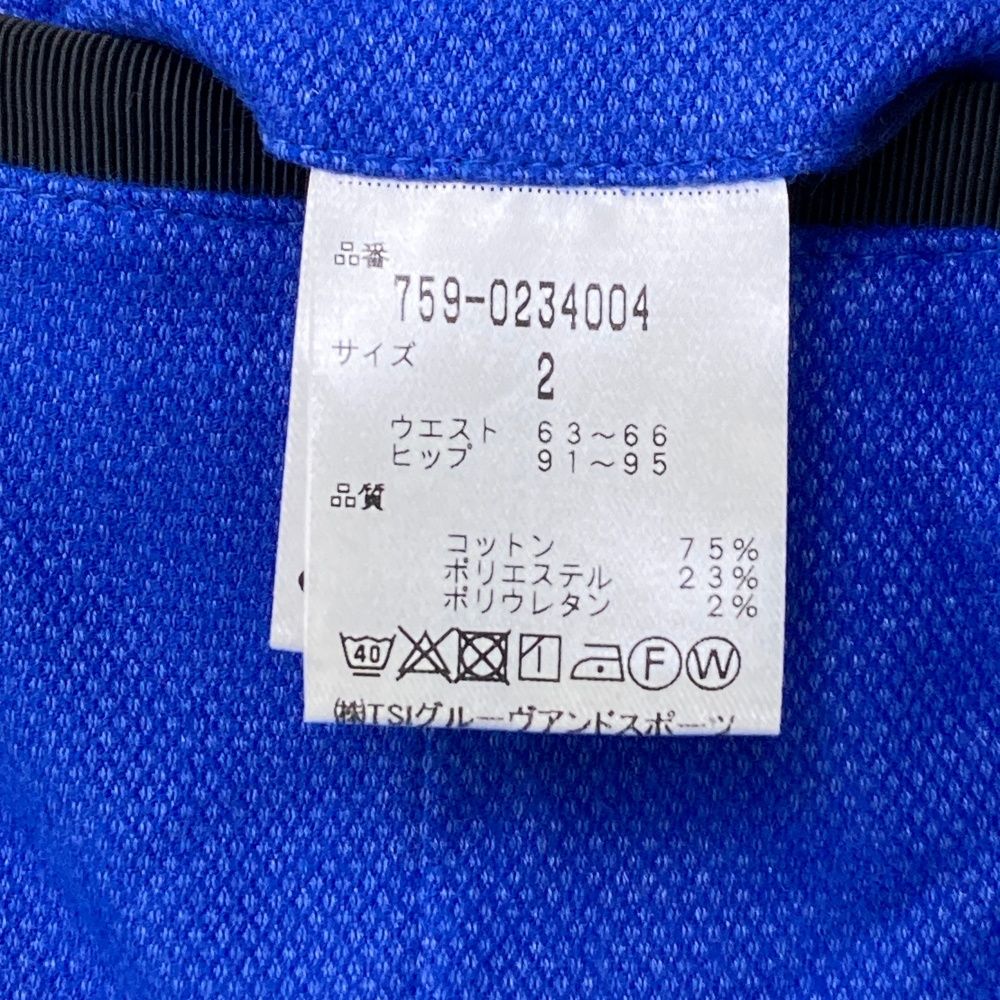 品番
759-0234004
サイズ
2
ウエスト 63～66
ヒップ 91～95
品質
コットン 75%
ポリエステル 23%
ポリウレタン 2%
40 F W
㈱TSIグルーヴアンドスポーツ